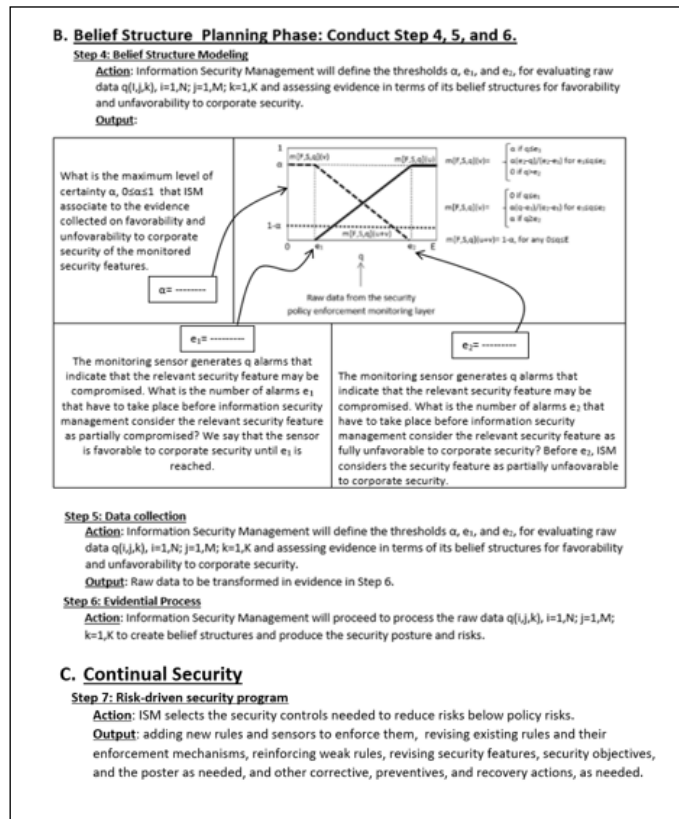 B. Belief Structure Planning Phase: Conduct Step 4, 5, and 6.
Step 4: Belief Structure Modeling
Action: Information Security Management will define the thresholds α, e₁, and e₂, for evaluating raw
data q(i,j,k), i=1,N; j=1,M; k=1,K and assessing evidence in terms of its belief structures for favorability
and unfavorability to corporate security.
Output:
What is the maximum level of
certainty α, 0≤α≤1 that ISM
associate to the evidence
collected on favorability and
unfovarability to corporate
security of the monitored
security features.
α= --------
1
α
1-α
0
e₁
e₂
E
m(F,S,q)(v)
m(F,S,q)(u)
m(F,S,q)(u+v)
q
Raw data from the security
policy enforcement monitoring layer
m(F,S,q)(v)=
α if q≤e₁
α(e₂-q)/(e₂-e₁) for e₁≤q≤e₂
0 if q>e₂
0 if q≤e₁
α(q-e₁)/(e₂-e₁) for e₁≤q≤e₂
α if q≥e₂
m(F,S,q)(u+v)= 1-α, for any 0≤q≤E
e₁= ---------
The monitoring sensor generates q alarms that
indicate that the relevant security feature may be
compromised. What is the number of alarms e₁
that have to take place before information security
management consider the relevant security feature
as partially compromised? We say that the sensor
is favorable to corporate security until e₁ is
reached.
e₂= ---------
The monitoring sensor generates q alarms that
indicate that the relevant security feature may be
compromised. What is the number of alarms e₂ that
have to take place before information security
management consider the relevant security feature as
fully unfavorable to corporate security? Before e₂, ISM
considers the security feature as partially unfaovarable
to corporate security.
Step 5: Data collection
Action: Information Security Management will define the thresholds α, e₁, and e₂, for evaluating raw
data q(i,j,k), i=1,N; j=1,M; k=1,K and assessing evidence in terms of its belief structures for favorability
and unfavorability to corporate security.
Output: Raw data to be transformed in evidence in Step 6.
Step 6: Evidential Process
Action: Information Security Management will proceed to process the raw data q(i,j,k), i=1,N; j=1,M;
k=1,K to create belief structures and produce the security posture and risks.
C. Continual Security
Step 7: Risk-driven security program
Action: ISM selects the security controls needed to reduce risks below policy risks.
Output: adding new rules and sensors to enforce them, revising existing rules and their
enforcement mechanisms, reinforcing weak rules, revising security features, security objectives,
and the poster as needed, and other corrective, preventives, and recovery actions, as needed.